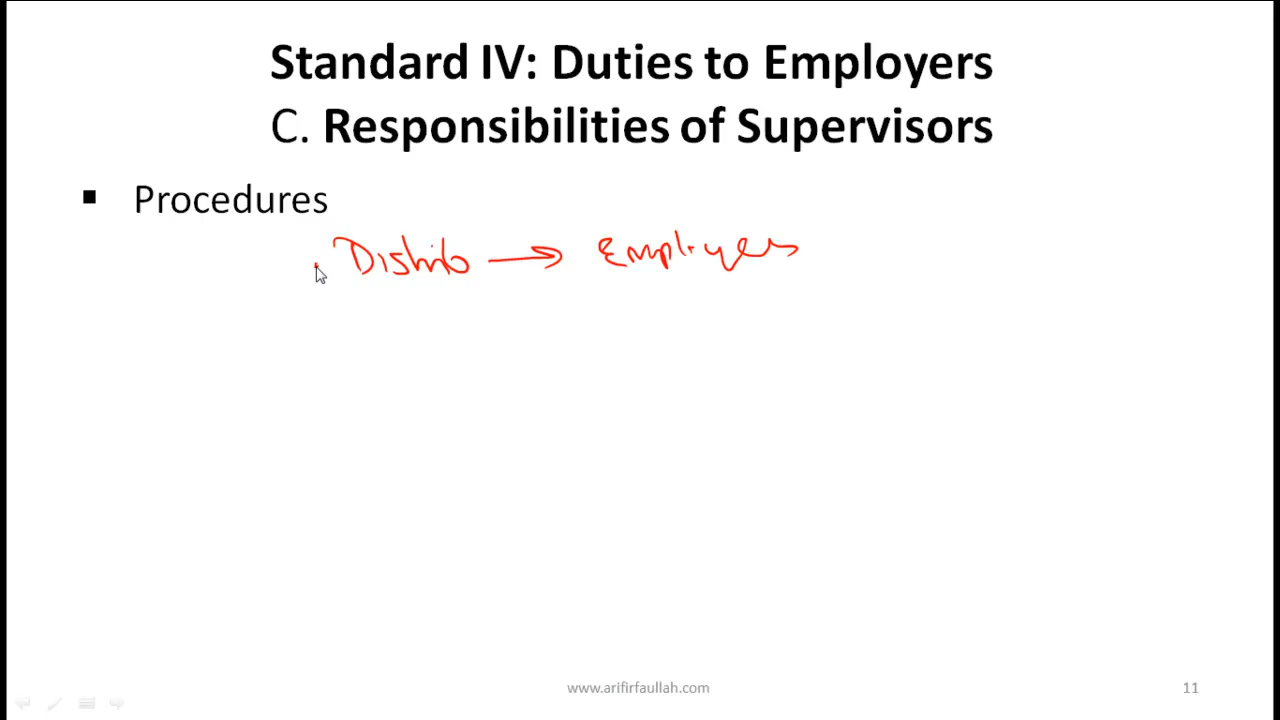 Standard IV: Duties to Employers
C. Responsibilities of Supervisors
▪ Procedures
Distrib → Employees
www.arifirfaullah.com
11